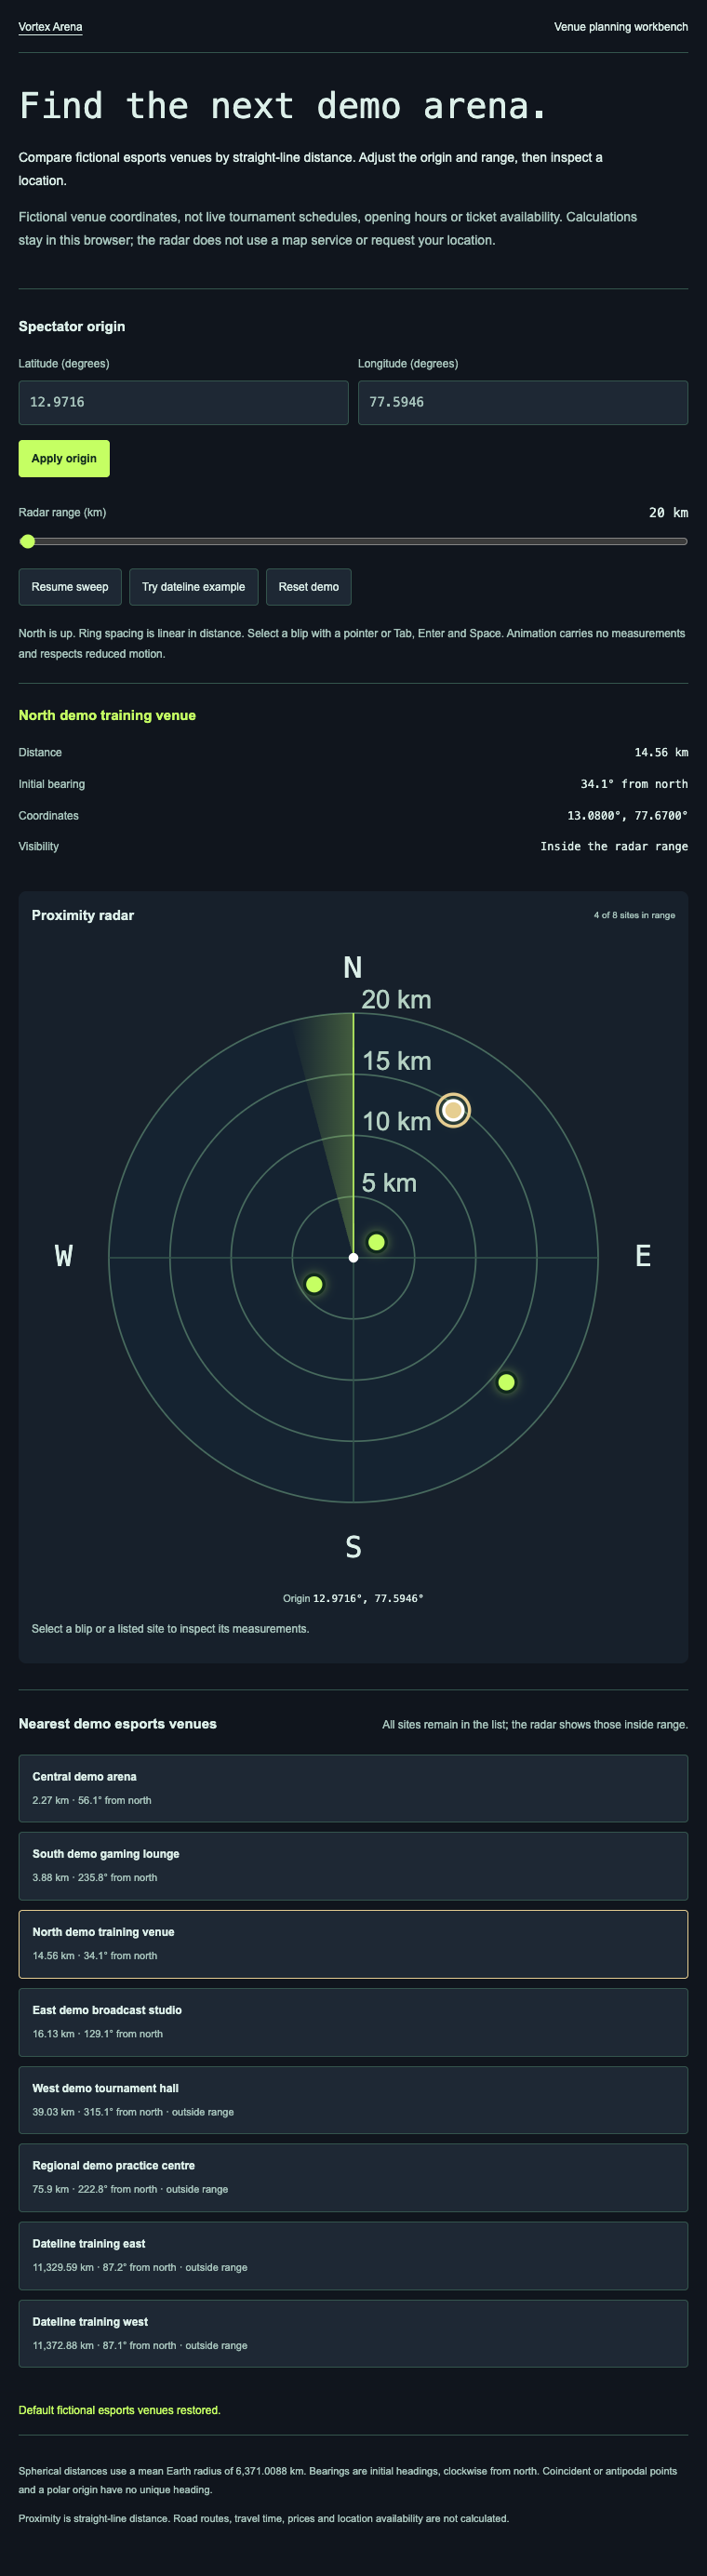 Vortex Arena
Venue planning workbench
Find the next demo arena.
Compare fictional esports venues by straight-line distance. Adjust the origin and range, then inspect a
location.
Fictional venue coordinates, not live tournament schedules, opening hours or ticket availability. Calculations
stay in this browser; the radar does not use a map service or request your location.
Spectator origin
Latitude (degrees)
Longitude (degrees)
12.9716
77.5946
Apply origin
Radar range (km)
20 km
Resume sweep
Try dateline example
Reset demo
North is up. Ring spacing is linear in distance. Select a blip with a pointer or Tab, Enter and Space. Animation carries no measurements
and respects reduced motion.
North demo training venue
Distance
14.56 km
Initial bearing
34.1° from north
Coordinates
13.0800°, 77.6700°
Visibility
Inside the radar range
Proximity radar
4 of 8 sites in range
N
20 km
15 km
10 km
5 km
W
E
S
Origin 12.9716°, 77.5946°
Select a blip or a listed site to inspect its measurements.
Nearest demo esports venues
All sites remain in the list; the radar shows those inside range.
Central demo arena
2.27 km · 56.1° from north
South demo gaming lounge
3.88 km · 235.8° from north
North demo training venue
14.56 km · 34.1° from north
East demo broadcast studio
16.13 km · 129.1° from north
West demo tournament hall
39.03 km · 315.1° from north · outside range
Regional demo practice centre
75.9 km · 222.8° from north · outside range
Dateline training east
11,329.59 km · 87.2° from north · outside range
Dateline training west
11,372.88 km · 87.1° from north · outside range
Default fictional esports venues restored.
Spherical distances use a mean Earth radius of 6,371.0088 km. Bearings are initial headings, clockwise from north. Coincident or antipodal points
and a polar origin have no unique heading.
Proximity is straight-line distance. Road routes, travel time, prices and location availability are not calculated.